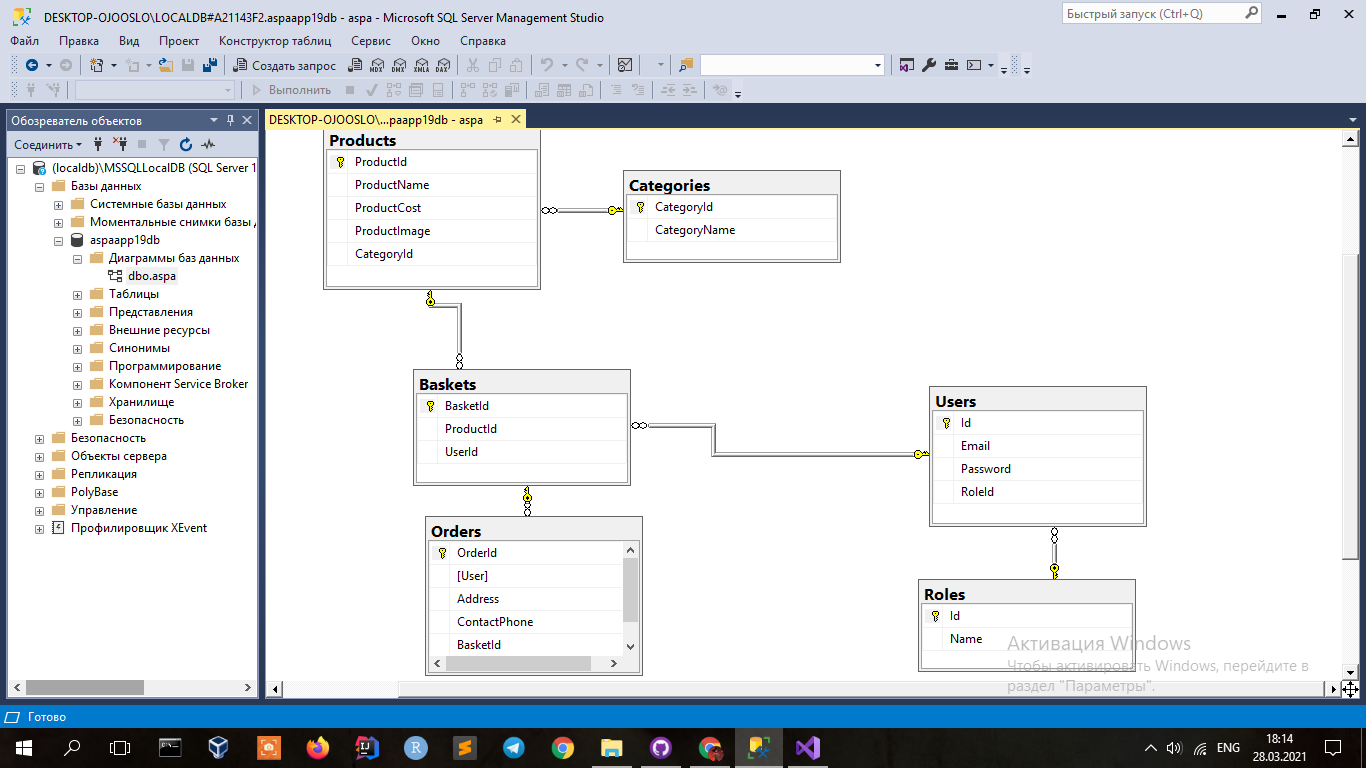 DESKTOP-OJOOSLO\LOCALDB#A21143F2.aspaapp19db - aspa - Microsoft SQL Server Management Studio
Быстрый запуск (Ctrl+Q)
Файл Правка Вид Проект Конструктор таблиц Сервис Окно Справка
Создать запрос MDX DMX XMLA DAX
Выполнить
Обозреватель объектов
DESKTOP-OJOOSLO\...paapp19db - aspa
Соединить
(localdb)\MSSQLLocalDB (SQL Server 1
Базы данных
Системные базы данных
Моментальные снимки базы
aspaapp19db
Диаграммы баз данных
dbo.aspa
Таблицы
Представления
Внешние ресурсы
Синонимы
Программирование
Компонент Service Broker
Хранилище
Безопасность
Безопасность
Объекты сервера
Репликация
PolyBase
Управление
Профилировщик XEvent
Products
ProductId
ProductName
ProductCost
ProductImage
CategoryId
Categories
CategoryId
CategoryName
Baskets
BasketId
ProductId
UserId
Users
Id
Email
Password
RoleId
Orders
OrderId
[User]
Address
ContactPhone
BasketId
Roles
Id
Name
Активация Windows
Чтобы активировать Windows, перейдите в
раздел "Параметры".
Готово
ENG
18:14
28.03.2021